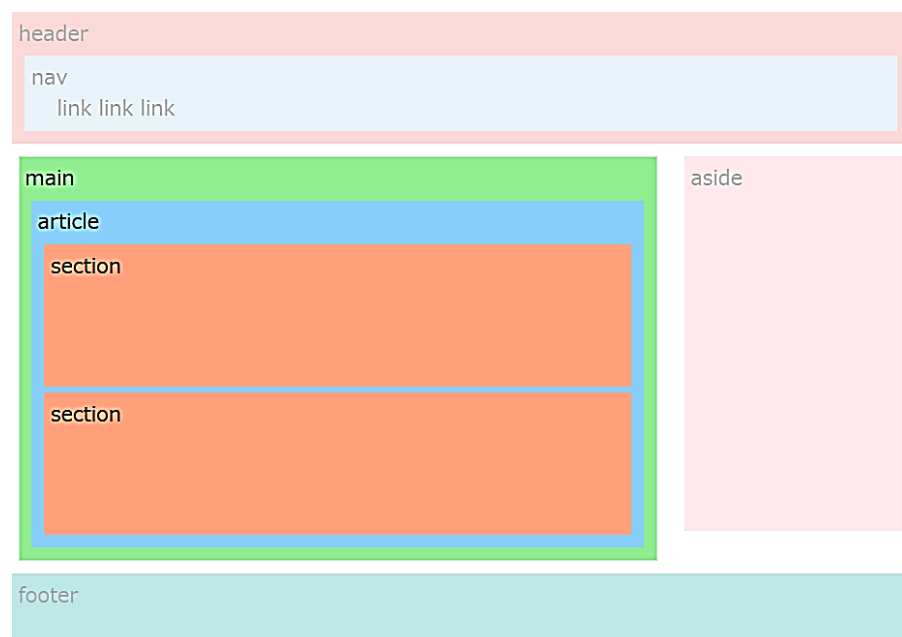 header
nav
link link link
main
article
section
section
aside
footer